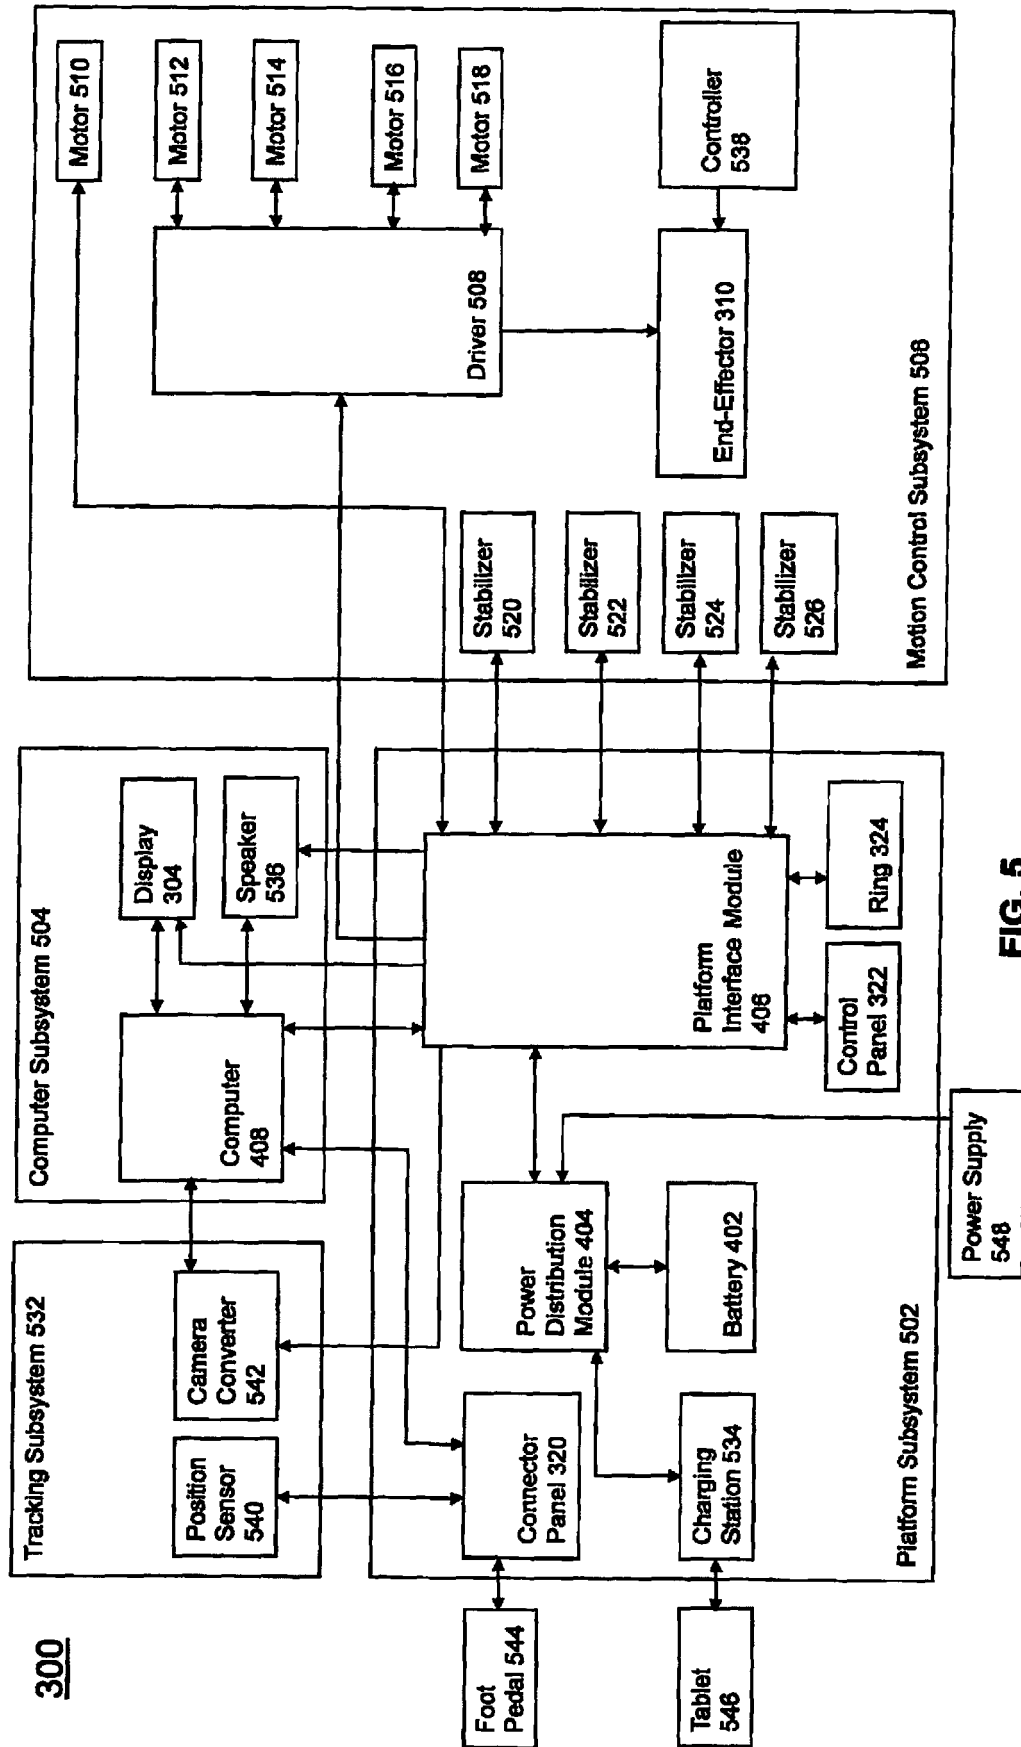 300
Tracking Subsystem 532
Position
Sensor
540
Camera
Converter
542
Computer Subsystem 504
Computer
408
Display
304
Speaker
536
Motor 510
Motor 512
Motor 514
Motor 516
Motor 518
Driver 508
Stabilizer
520
Stabilizer
522
Stabilizer
524
Stabilizer
526
End-Effector 310
Controller
538
Motion Control Subsystem 506
Foot
Pedal 544
Tablet
546
Connector
Panel 320
Charging
Station 534
Power
Distribution
Module 404
Battery 402
Platform
Interface Module
406
Control
Panel 322
Ring 324
Platform Subsystem 502
Power Supply
548
FIG. 5